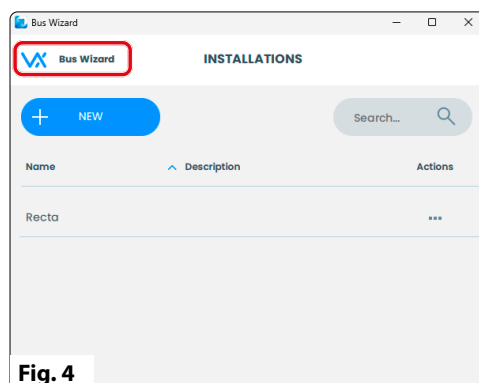 Bus Wizard
Bus Wizard INSTALLATIONS
NEW Search...
Name Description Actions
Recta
Fig. 4